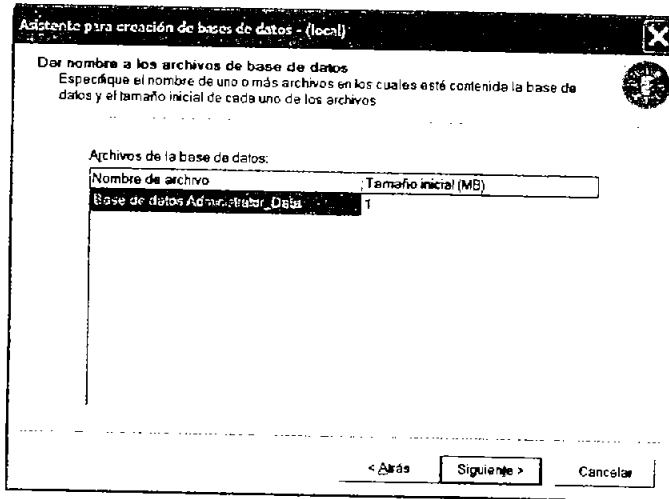 Asistente para creación de bases de datos - (local)
Dar nombre a los archivos de base de datos
Especifique el nombre de uno o más archivos en los cuales esté contenida la base de
datos y el tamaño inicial de cada uno de los archivos
Archivos de la base de datos:
Nombre de archivo Tamaño inicial (MB)
Base de datos Administrator_Data 1
< Atrás Siguiente > Cancelar